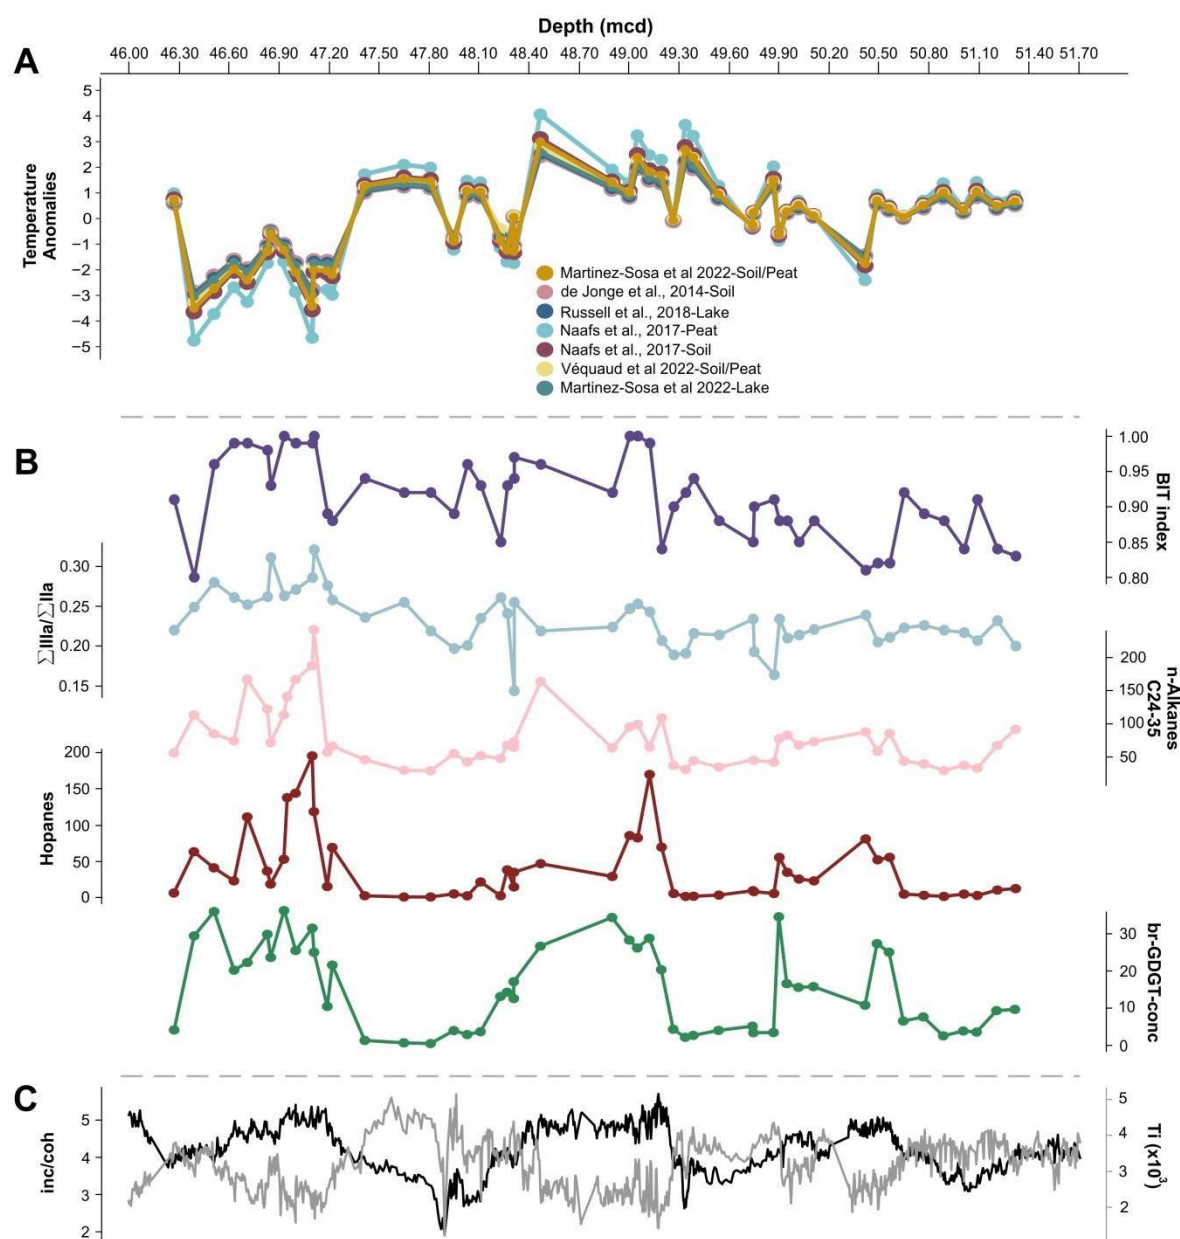 Depth (mcd)
46.00 46.30 46.60 46.90 47.20 47.50 47.80 48.10 48.40 48.70 49.00 49.30 49.60 49.90 50.20 50.50 50.80 51.10 51.40 51.70
A
5
4
3
2
1
0
−1
−2
−3
−4
−5
Temperature
Anomalies
Martinez-Sosa et al 2022-Soil/Peat
de Jonge et al., 2014-Soil
Russell et al., 2018-Lake
Naafs et al., 2017-Peat
Naafs et al., 2017-Soil
Véquaud et al 2022-Soil/Peat
Martinez-Sosa et al 2022-Lake
B
1.00
0.95
0.90
0.85
0.80
BIT index
0.30
0.25
0.20
0.15
∑IIIa/∑IIa
200
150
100
50
n-Alkanes
C24-35
200
150
100
50
0
Hopanes
30
20
10
0
br-GDGT-conc
C
5
4
3
2
inc/coh
5
4
3
2
Ti (x10³)